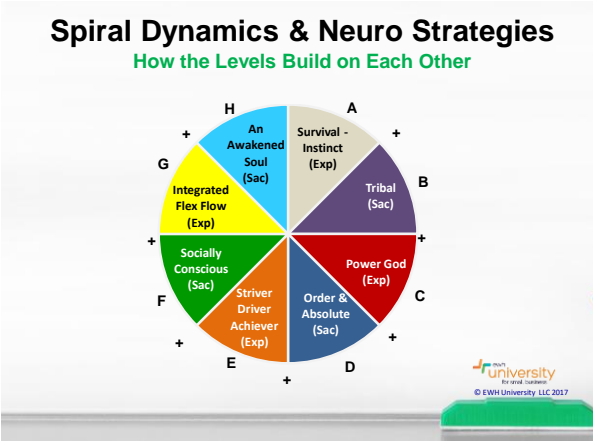 Spiral Dynamics & Neuro Strategies
How the Levels Build on Each Other
H
A
+
An
Awakened
Soul
(Sac)
Survival -
Instinct
(Exp)
+
G
B
Integrated
Flex Flow
(Exp)
Tribal
(Sac)
+
+
Socially
Conscious
(Sac)
Power God
(Exp)
F
C
Striver
Driver
Achiever
(Exp)
Order &
Absolute
(Sac)
+
+
E
D
+
EWH
university
for small business
© EWH University LLC 2017